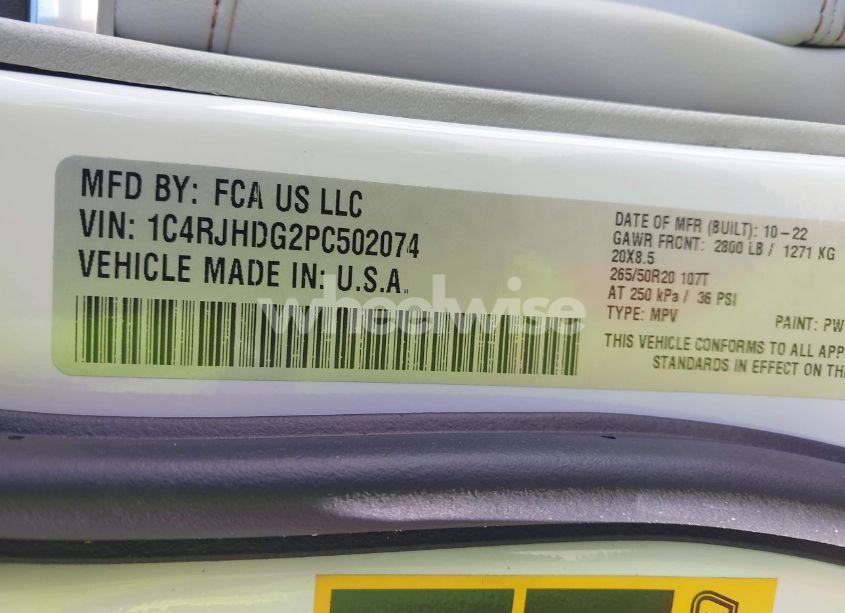 MFD BY: FCA US LLC
VIN: 1C4RJHDG2PC502074
VEHICLE MADE IN: U.S.A.
DATE OF MFR (BUILT): 10-22
GAWR FRONT: 2800 LB / 1271 KG
20X8.5
265/50R20 107T
AT 250 kPa / 36 PSI
TYPE: MPV
PAINT: PW
THIS VEHICLE CONFORMS TO ALL APP
STANDARDS IN EFFECT ON THE
wheelwise